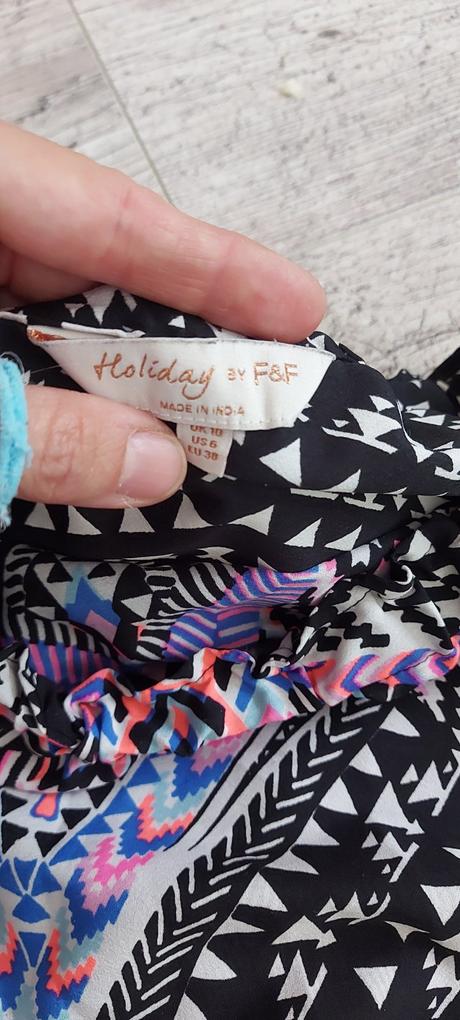 Holiday BY F&F
MADE IN INDIA
UK 10
US 6
EU 38